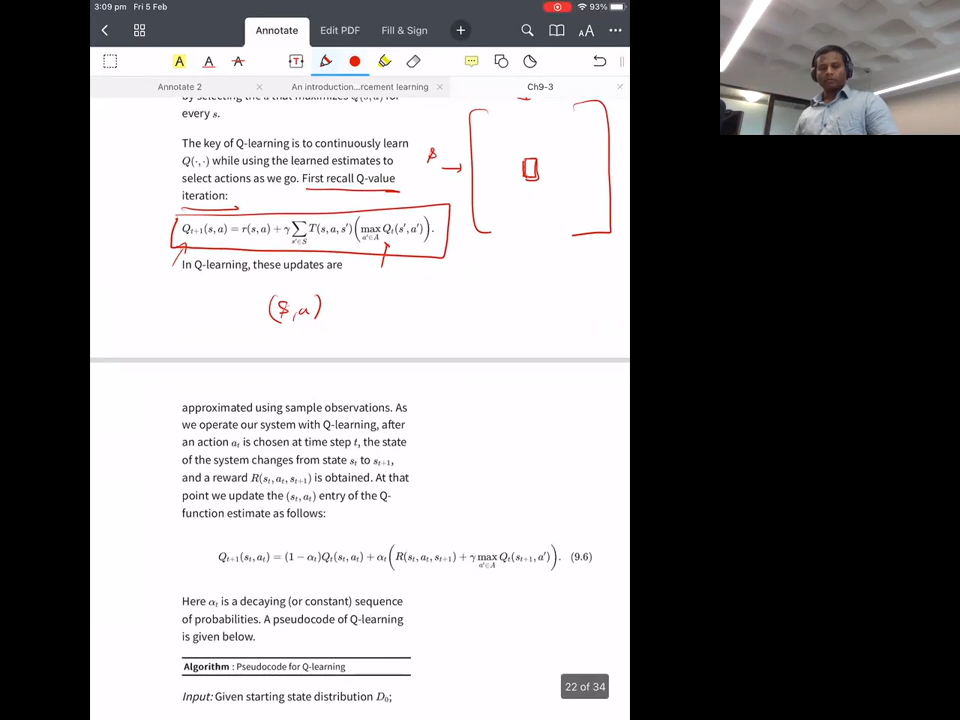 3:09 pm Fri 5 Feb
93%
Annotate Edit PDF Fill & Sign +
AA
A A A T
Annotate 2 × An introduction...rcement learning × Ch9-3 ×
every s.
The key of Q-learning is to continuously learn
Q(·,·) while using the learned estimates to
select actions as we go. First recall Q-value
iteration:
Q_{t+1}(s, a) = r(s, a) + γ ∑_{s'∈S} T(s, a, s') ( max_{a'∈A} Q_t(s', a') ).
In Q-learning, these updates are
s →
(s, a)
approximated using sample observations. As
we operate our system with Q-learning, after
an action a_t is chosen at time step t, the state
of the system changes from state s_t to s_{t+1},
and a reward R(s_t, a_t, s_{t+1}) is obtained. At that
point we update the (s_t, a_t) entry of the Q-
function estimate as follows:
Q_{t+1}(s_t, a_t) = (1 − α_t)Q_t(s_t, a_t) + α_t ( R(s_t, a_t, s_{t+1}) + γ max_{a'∈A} Q_t(s_{t+1}, a') ). (9.6)
Here α_t is a decaying (or constant) sequence
of probabilities. A pseudocode of Q-learning
is given below.
Algorithm : Pseudocode for Q-learning
Input: Given starting state distribution D_0;
22 of 34